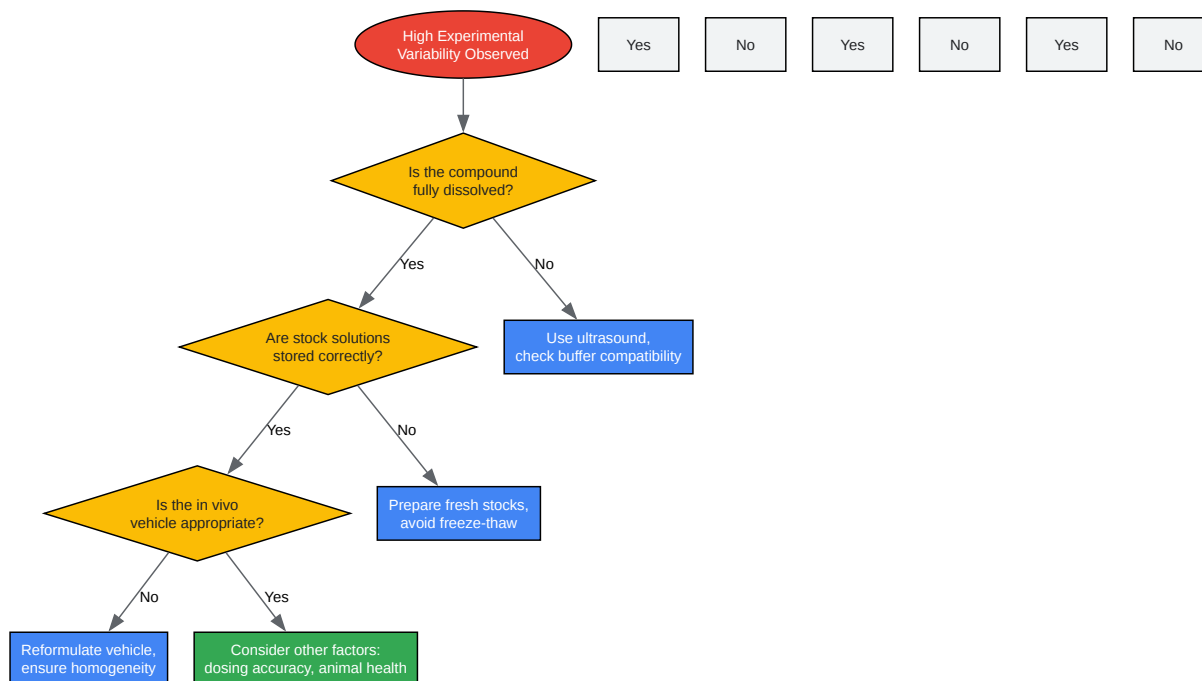 High Experimental
Variability Observed
Yes
No
Yes
No
Yes
No
Is the compound
fully dissolved?
Yes
No
Are stock solutions
stored correctly?
Use ultrasound,
check buffer compatibility
Yes
No
Is the in vivo
vehicle appropriate?
Prepare fresh stocks,
avoid freeze-thaw
No
Yes
Reformulate vehicle,
ensure homogeneity
Consider other factors:
dosing accuracy, animal health